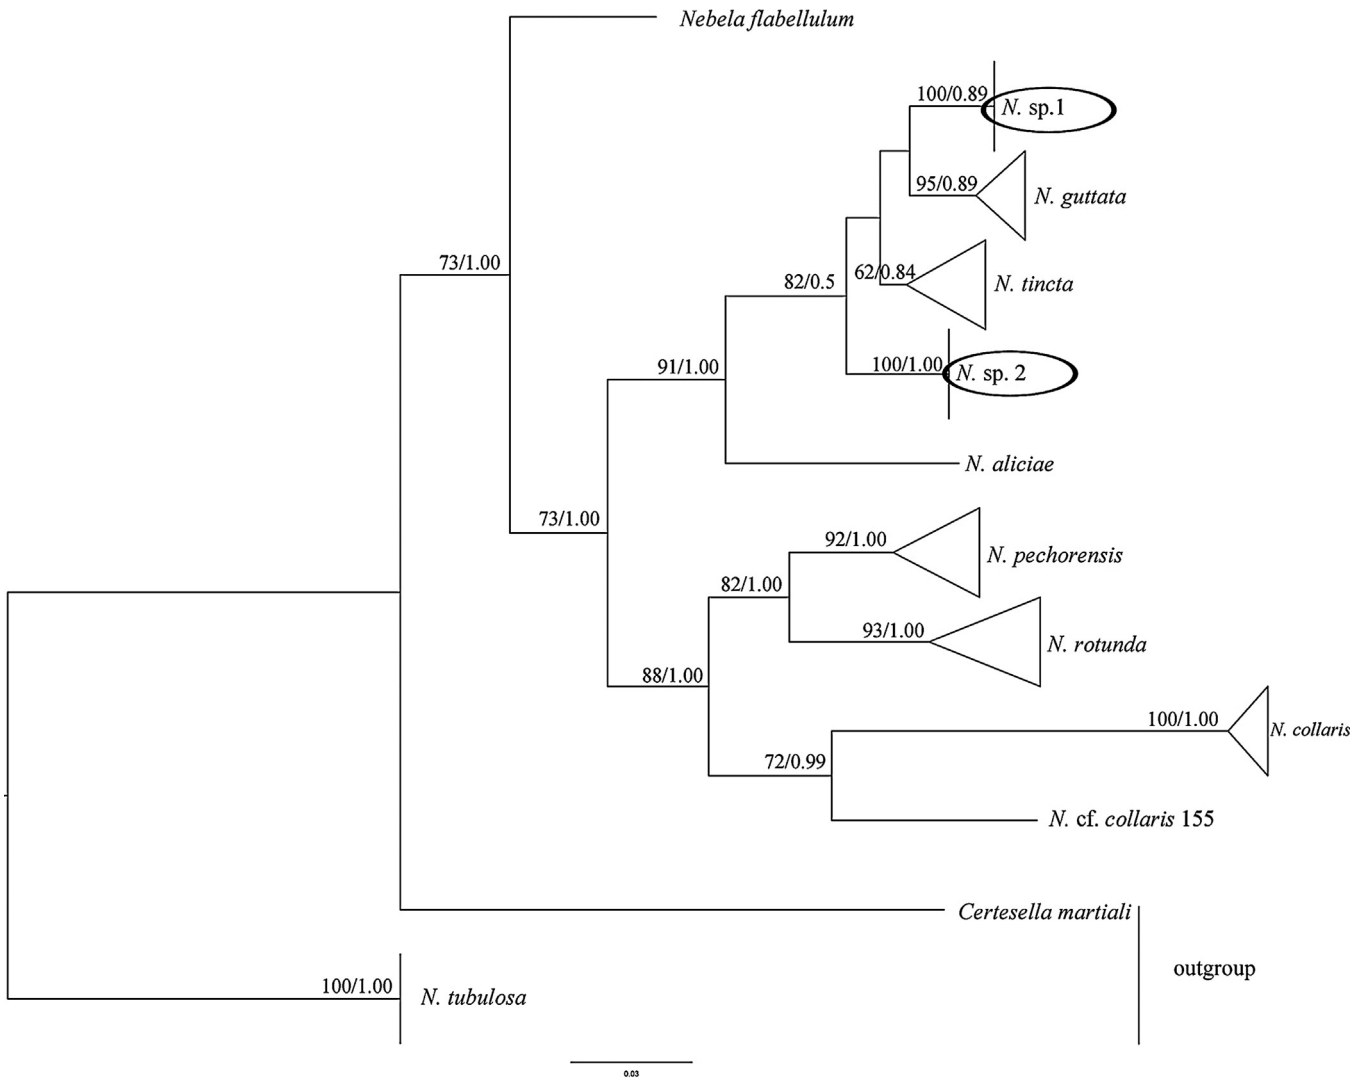 Nebela flabellulum
100/0.89
N. sp.1
95/0.89
N. guttata
73/1.00
62/0.84
N. tincta
82/0.5
91/1.00
100/1.00
N. sp. 2
N. aliciae
73/1.00
92/1.00
N. pechorensis
82/1.00
93/1.00
N. rotunda
88/1.00
100/1.00
N. collaris
72/0.99
N. cf. collaris 155
Certesella martiali
outgroup
100/1.00
N. tubulosa
0.03